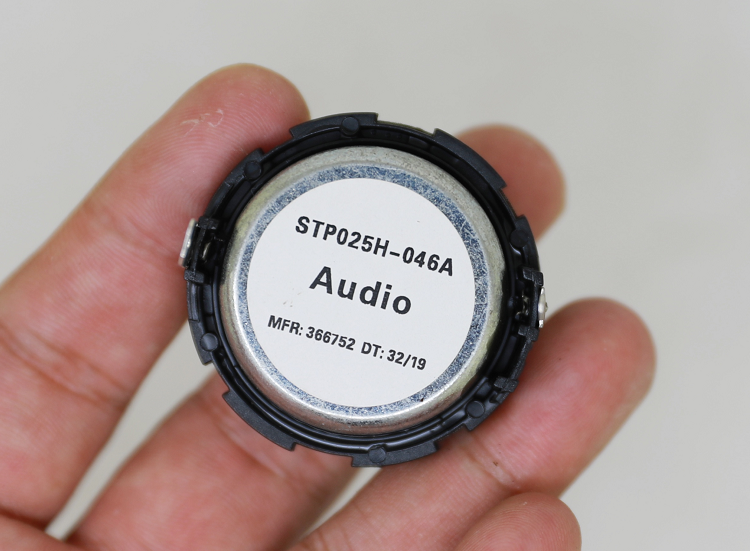 STP025H-046A
Audio
MFR: 366752 DT: 32/19